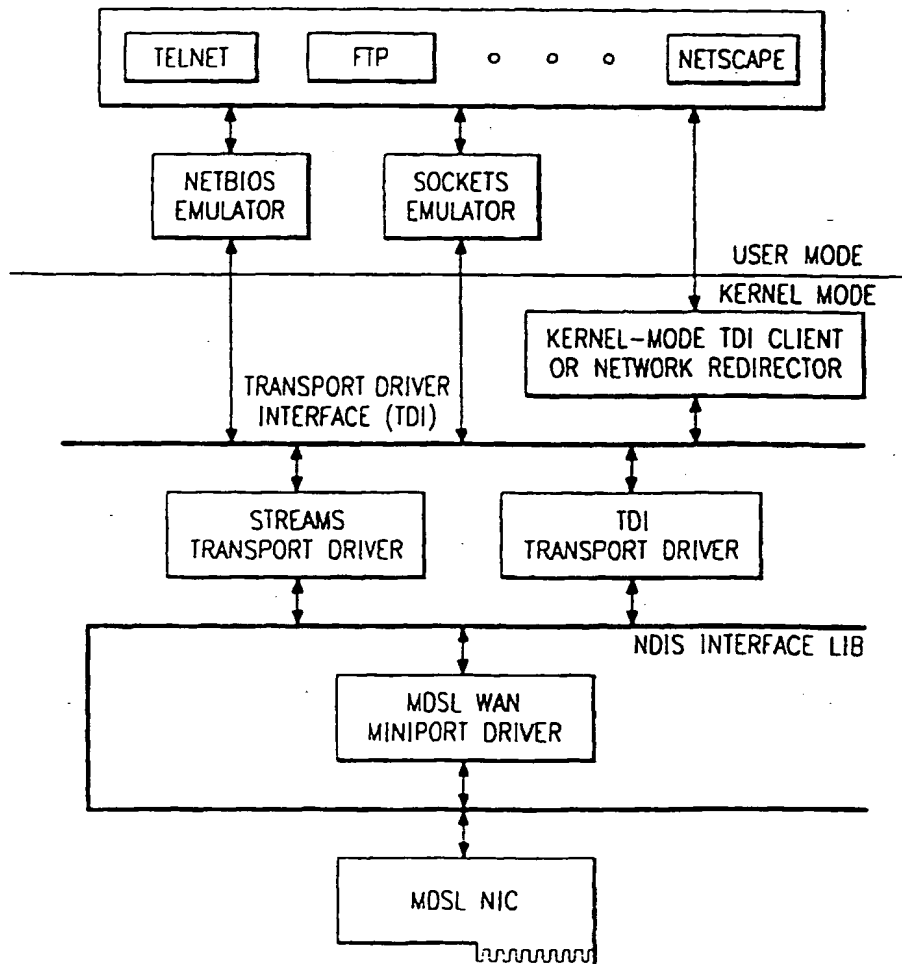 TELNET
FTP
NETSCAPE
NETBIOS
EMULATOR
SOCKETS
EMULATOR
USER MODE
KERNEL MODE
KERNEL-MODE TDI CLIENT
OR NETWORK REDIRECTOR
TRANSPORT DRIVER
INTERFACE (TDI)
STREAMS
TRANSPORT DRIVER
TDI
TRANSPORT DRIVER
NDIS INTERFACE LIB
MDSL WAN
MINIPORT DRIVER
MDSL NIC